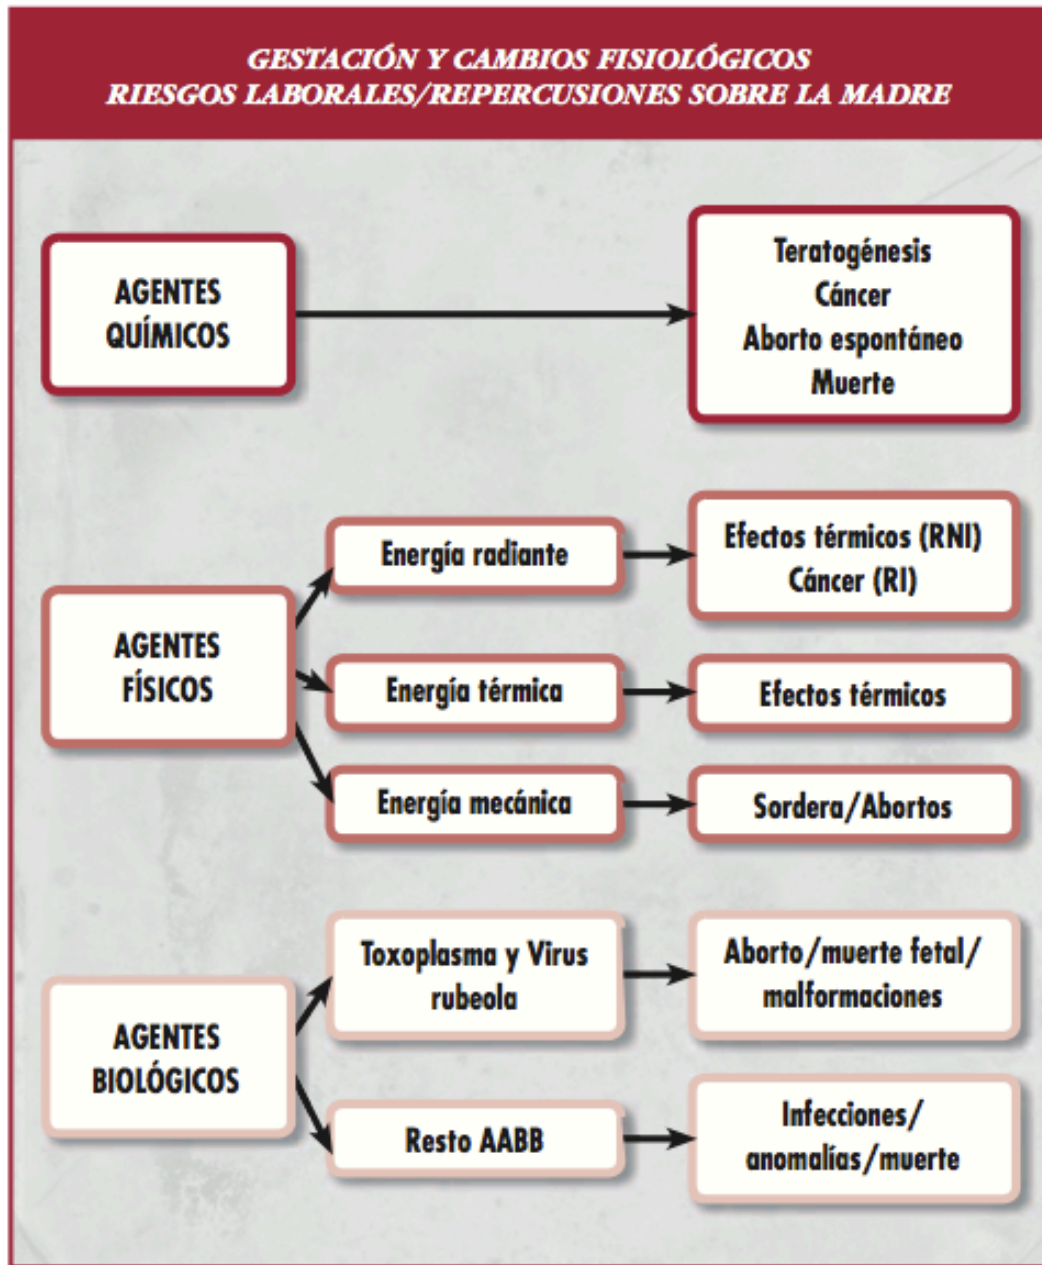 GESTACIÓN Y CAMBIOS FISIOLÓGICOS
RIESGOS LABORALES/REPERCUSIONES SOBRE LA MADRE
AGENTES
QUÍMICOS
Teratogénesis
Cáncer
Aborto espontáneo
Muerte
AGENTES
FÍSICOS
Energía radiante
Efectos térmicos (RNI)
Cáncer (RI)
Energía térmica
Efectos térmicos
Energía mecánica
Sordera/Abortos
AGENTES
BIOLÓGICOS
Toxoplasma y Virus
rubeola
Aborto/muerte fetal/
malformaciones
Resto AABB
Infecciones/
anomalías/muerte